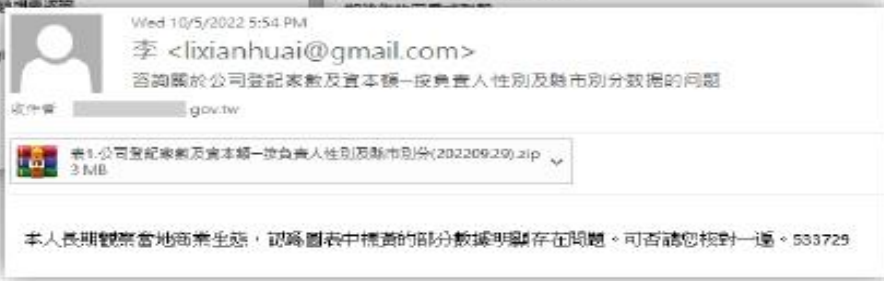 Wed 10/5/2022 5:54 PM
李 <lixianhuai@gmail.com>
咨詢關於公司登記家數及資本額—按負責人性別及縣市別分数据的问题
收件者 gov.tw
表1.公司登記家數及資本額—按負責人性別及縣市別分(202209.29).zip
3 MB
本人長期觀察當地商業生態，認為圖表中標黃的部分數據明顯存在問題。可否請您核對一遍。533729